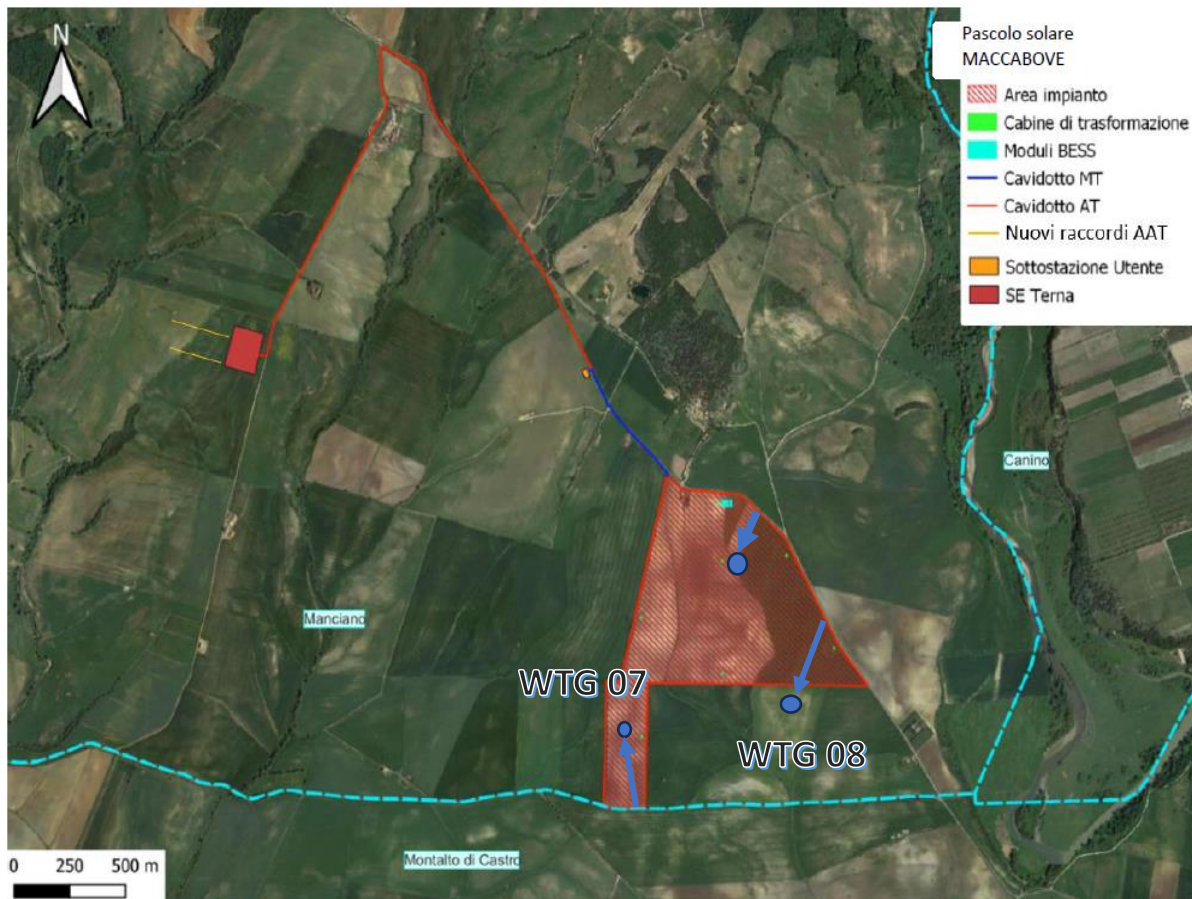 N
Pascolo solare
MACCABOVE
Area impianto
Cabine di trasformazione
Moduli BESS
Cavidotto MT
Cavidotto AT
Nuovi raccordi AAT
Sottostazione Utente
SE Terna
Canino
Manciano
WTG 07
WTG 08
Montalto di Castro
0 250 500 m